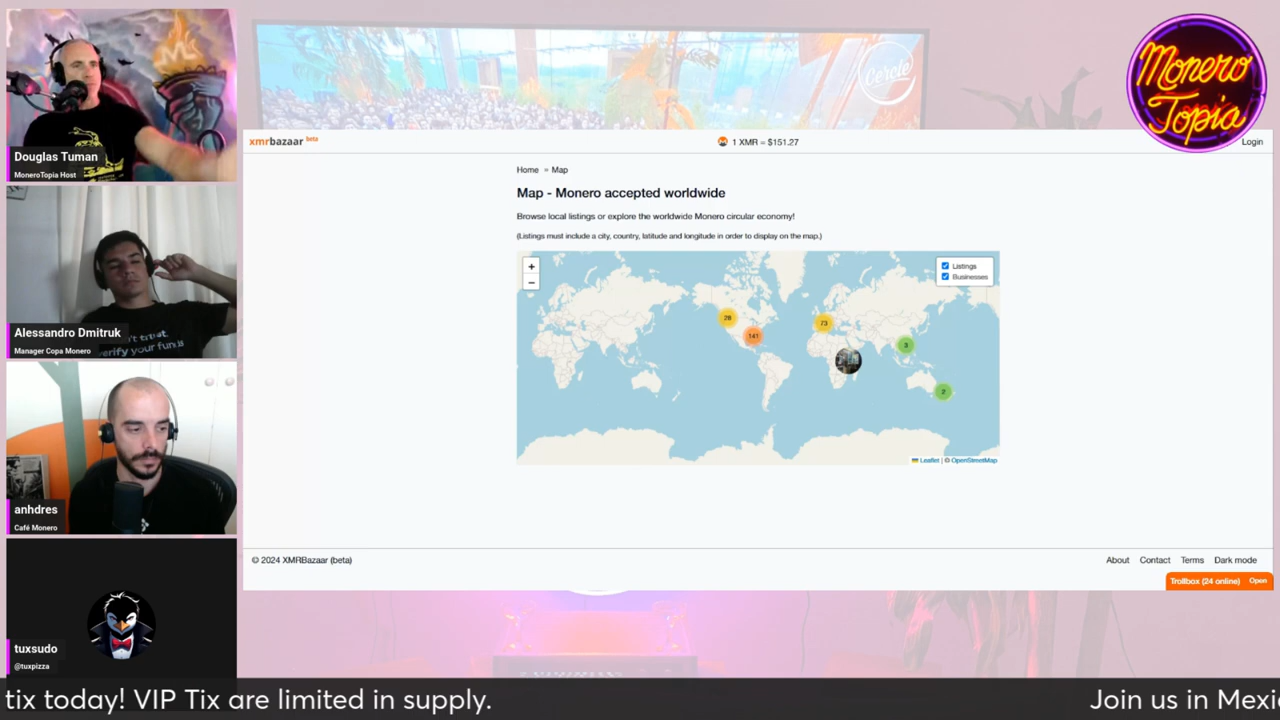 Douglas Tuman
MoneroTopia Host
Alessandro Dmitruk
Manager Copa Monero
verify your funds
anhdres
Café Monero
tuxsudo
@tuxpizza
Cercle
Monero
Topia
xmrbazaar beta
1 XMR = $151.27
Login
Home » Map
Map - Monero accepted worldwide
Browse local listings or explore the worldwide Monero circular economy!
(Listings must include a city, country, latitude and longitude in order to display on the map.)
+
−
Listings
Businesses
28
141
73
3
2
Leaflet | © OpenStreetMap
© 2024 XMRBazaar (beta)
About Contact Terms Dark mode
Trollbox (24 online) Open
tix today! VIP Tix are limited in supply. Join us in Mexi